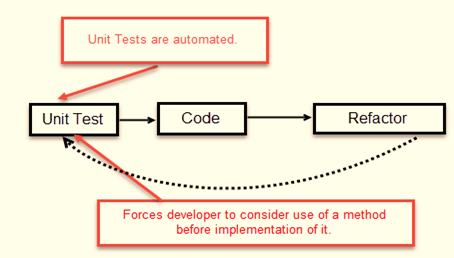 Unit Tests are automated.
Unit Test
Code
Refactor
Forces developer to consider use of a method
before implementation of it.